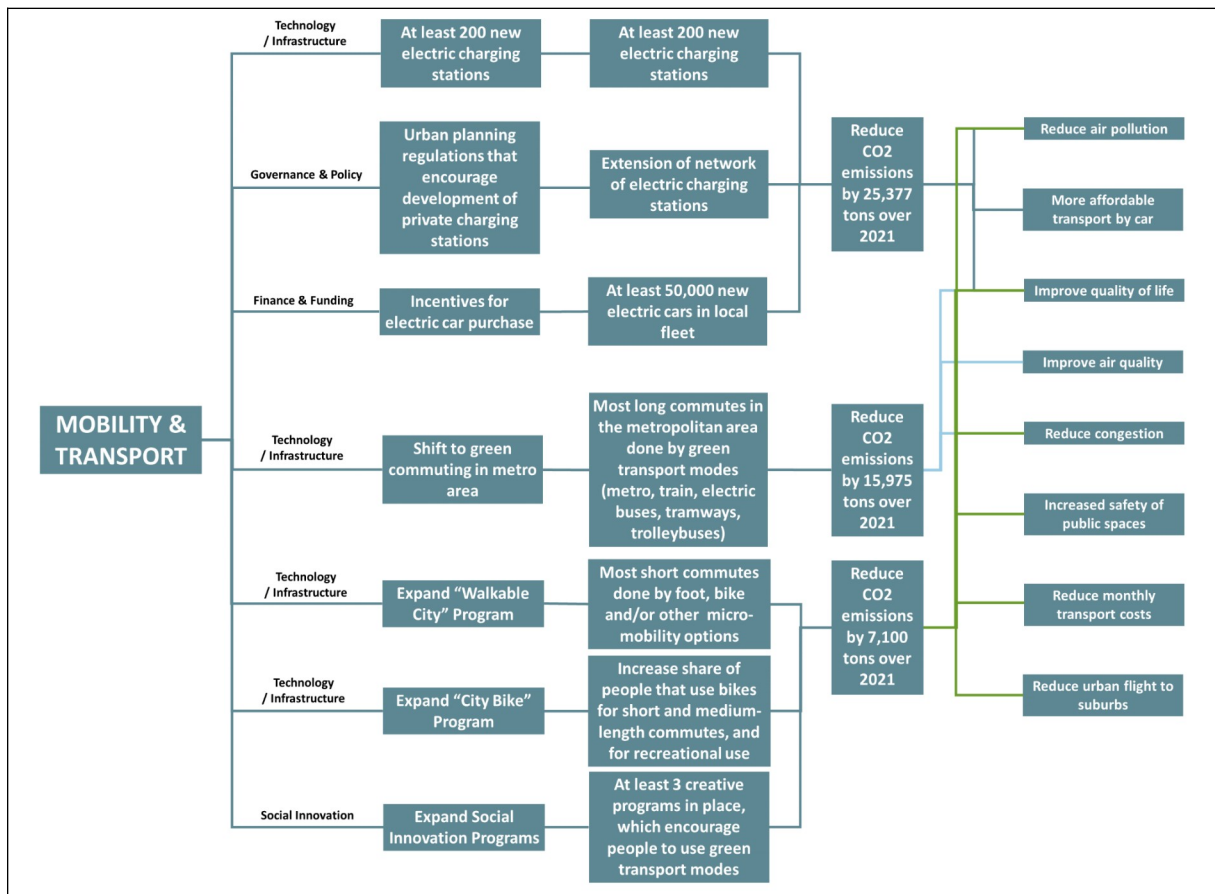 Technology
/ Infrastructure
At least 200 new
electric charging
stations
At least 200 new
electric charging
stations
Governance & Policy
Urban planning
regulations that
encourage
development of
private charging
stations
Extension of network
of electric charging
stations
Finance & Funding
Incentives for
electric car purchase
At least 50,000 new
electric cars in local
fleet
Reduce
CO2
emissions
by 25,377
tons over
2021
MOBILITY &
TRANSPORT
Technology
/ Infrastructure
Shift to green
commuting in metro
area
Most long commutes in
the metropolitan area
done by green
transport modes
(metro, train, electric
buses, tramways,
trolleybuses)
Reduce
CO2
emissions
by 15,975
tons over
2021
Technology
/ Infrastructure
Expand “Walkable
City” Program
Most short commutes
done by foot, bike
and/or other micro-
mobility options
Technology
/ Infrastructure
Expand “City Bike”
Program
Increase share of
people that use bikes
for short and medium-
length commutes, and
for recreational use
Social Innovation
Expand Social
Innovation Programs
At least 3 creative
programs in place,
which encourage
people to use green
transport modes
Reduce
CO2
emissions
by 7,100
tons over
2021
Reduce air pollution
More affordable
transport by car
Improve quality of life
Improve air quality
Reduce congestion
Increased safety of
public spaces
Reduce monthly
transport costs
Reduce urban flight to
suburbs